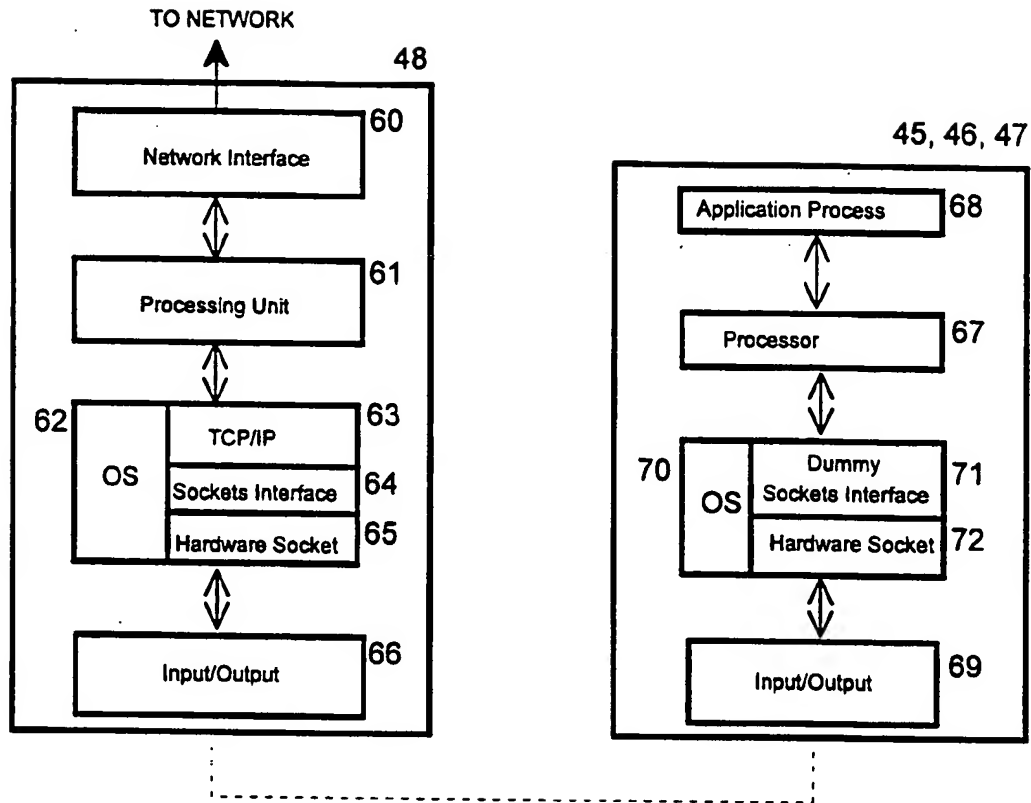 TO NETWORK
48
60
Network Interface
61
Processing Unit
62
OS
63
TCP/IP
64
Sockets Interface
65
Hardware Socket
66
Input/Output
45, 46, 47
Application Process
68
Processor
67
70
OS
Dummy
Sockets Interface
71
Hardware Socket
72
Input/Output
69